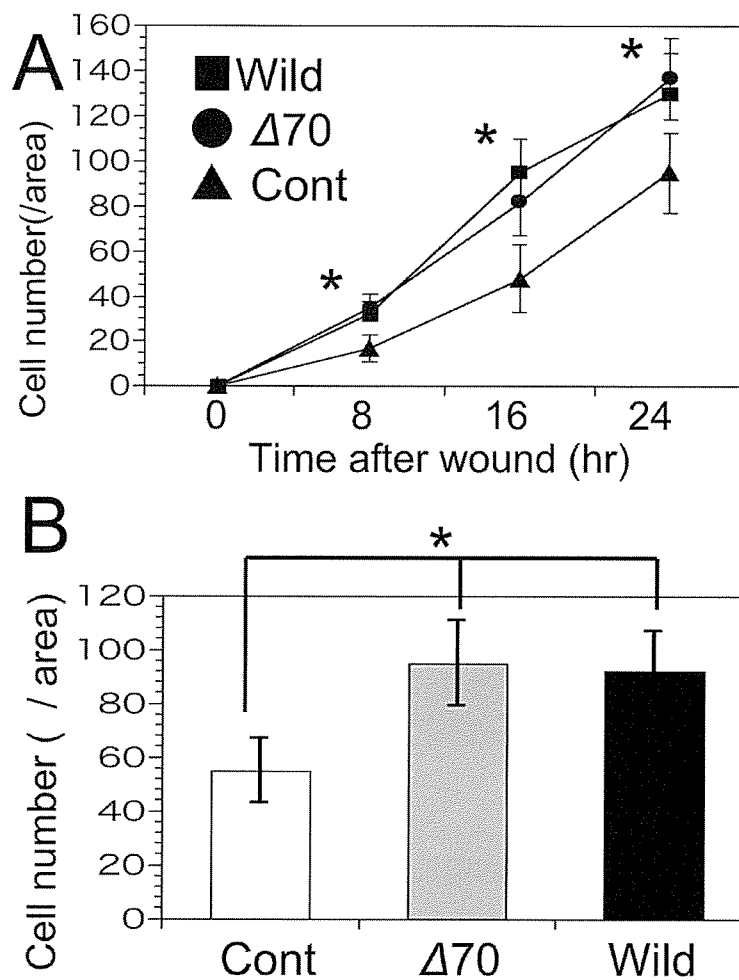 A
160
140
120
100
80
60
40
20
0
Cell number(/area)
Wild
Δ70
Cont
*
*
*
0 8 16 24
Time after wound (hr)
B
*
120
100
80
60
40
20
0
Cell number ( / area)
Cont Δ70 Wild